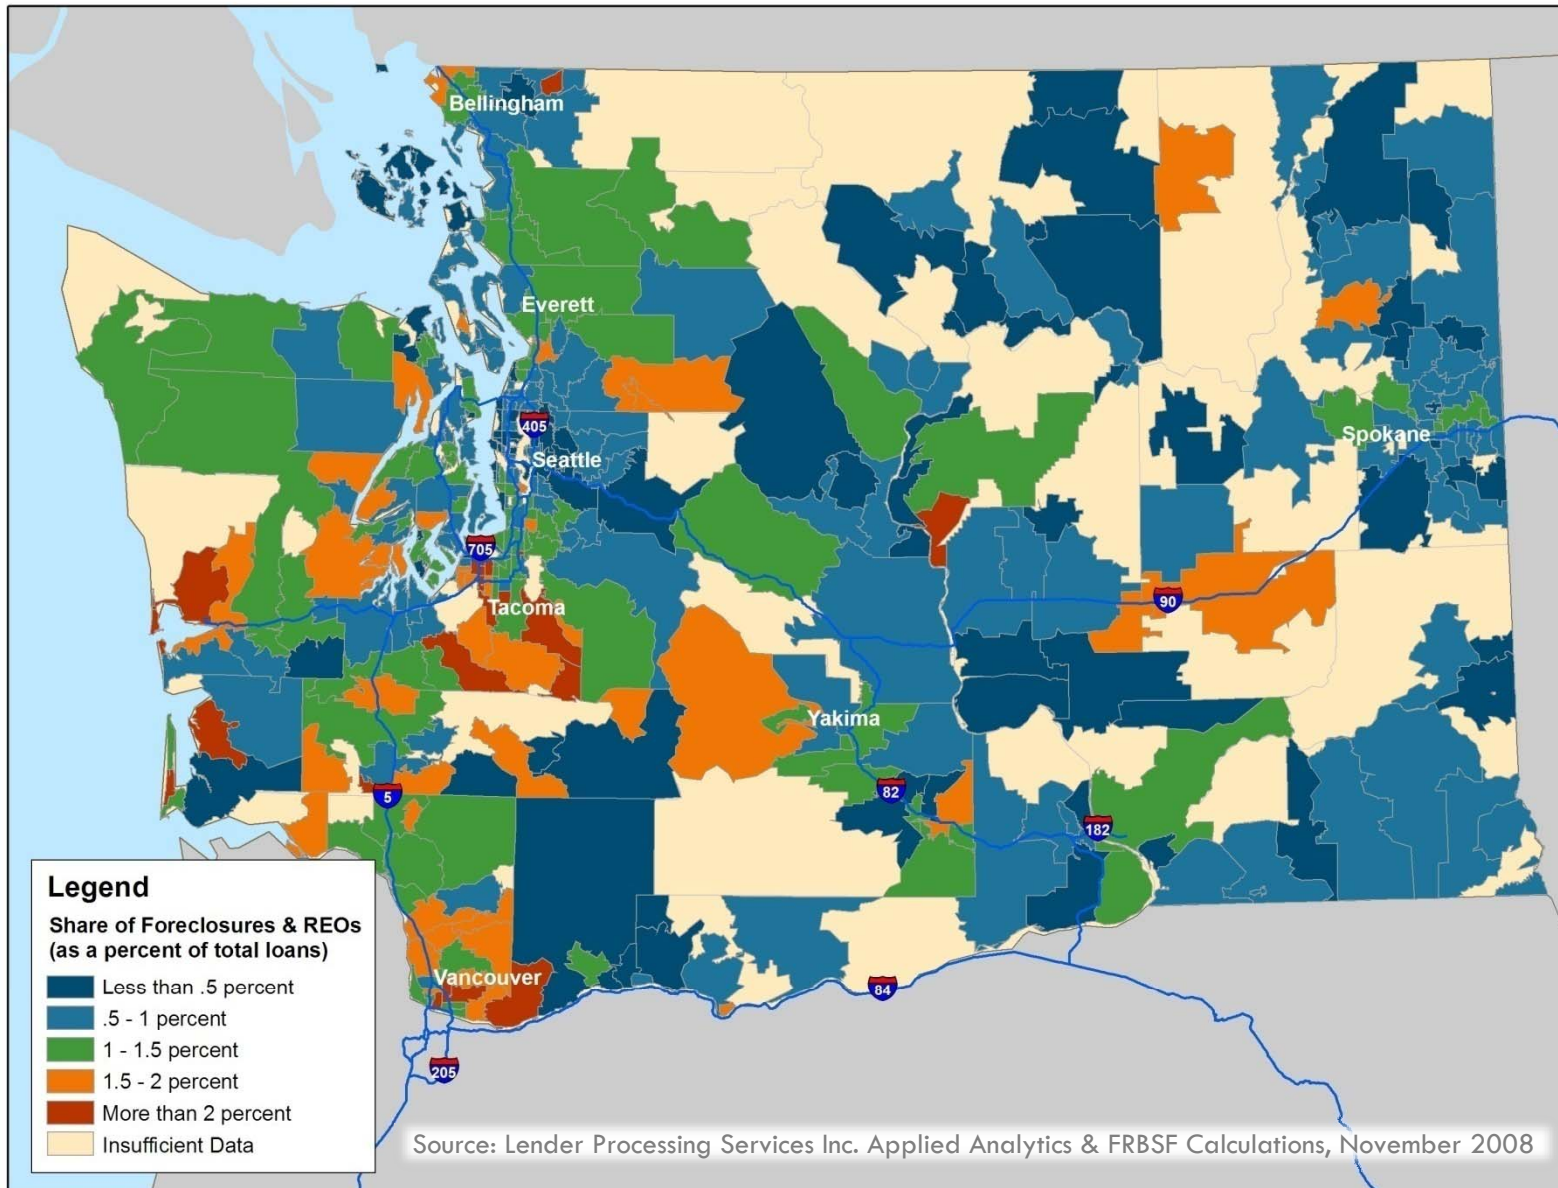 Bellingham
Everett
405
Seattle
Spokane
705
Tacoma
90
Yakima
5
82
182
Vancouver
84
205
Legend
Share of Foreclosures & REOs
(as a percent of total loans)
Less than .5 percent
.5 - 1 percent
1 - 1.5 percent
1.5 - 2 percent
More than 2 percent
Insufficient Data
Source: Lender Processing Services Inc. Applied Analytics & FRBSF Calculations, November 2008